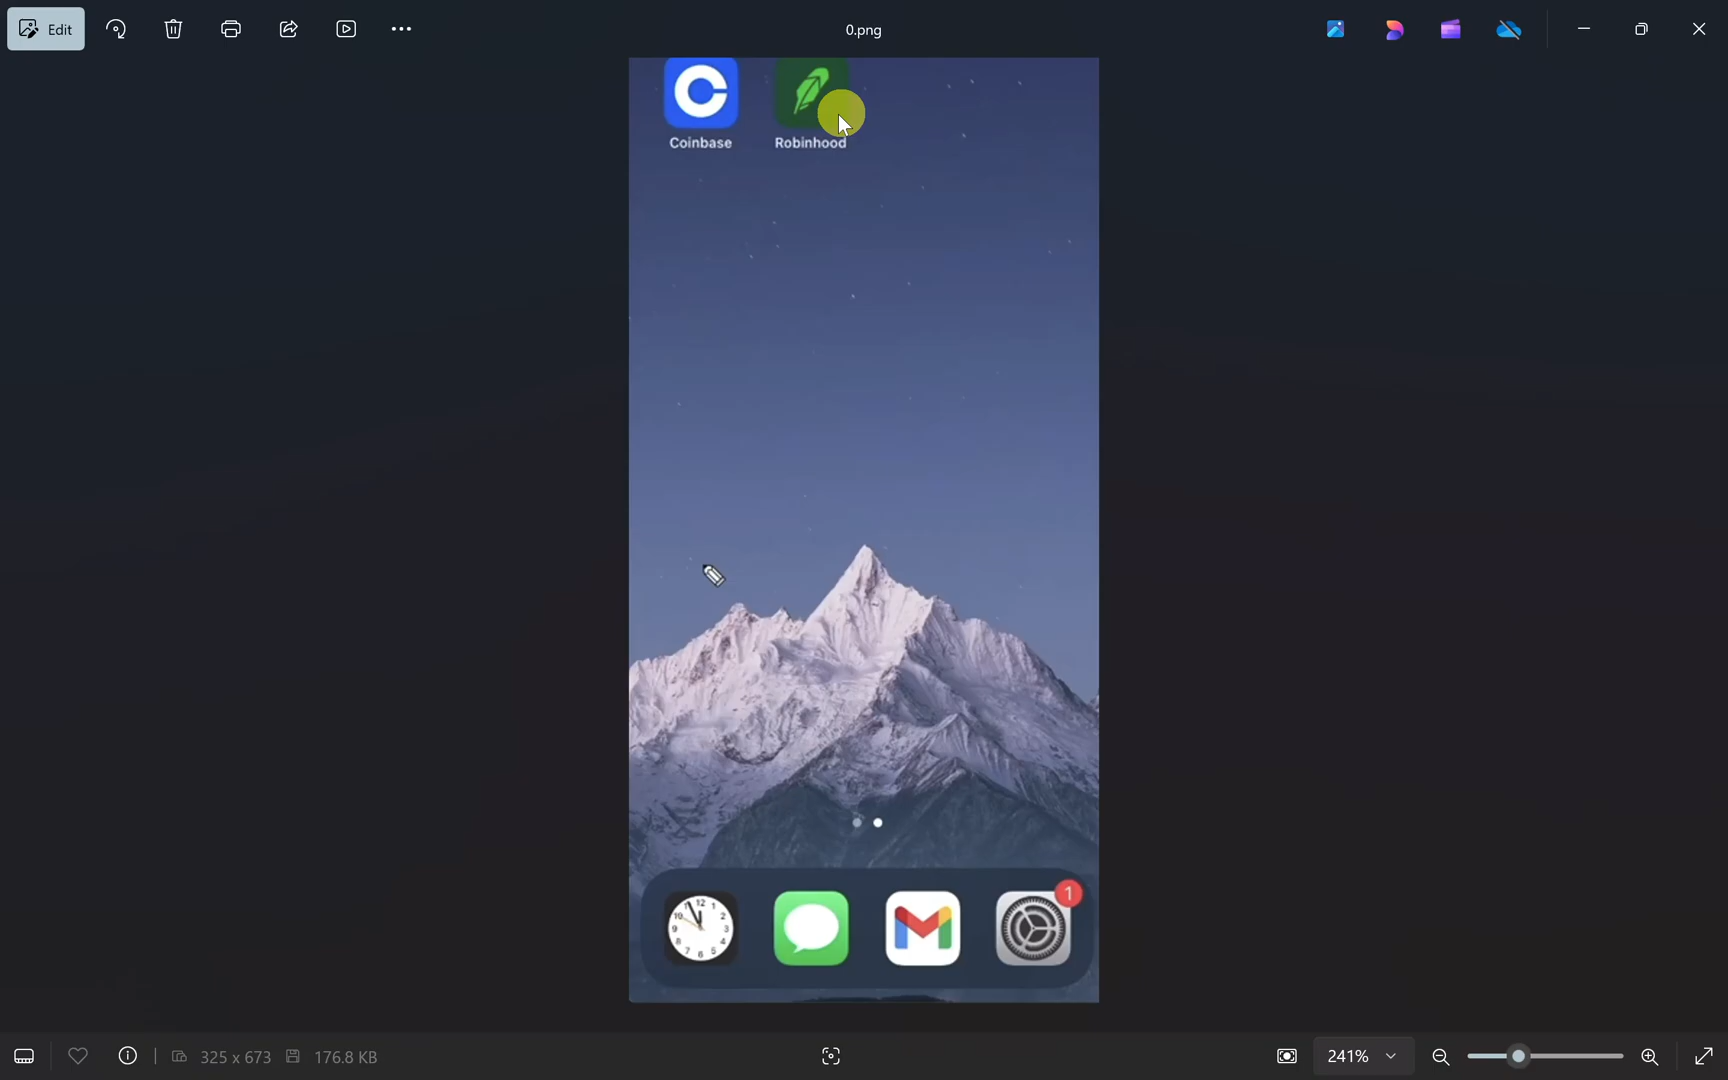 Edit
0.png
Coinbase Robinhood
1
325 x 673 176.8 KB
241%